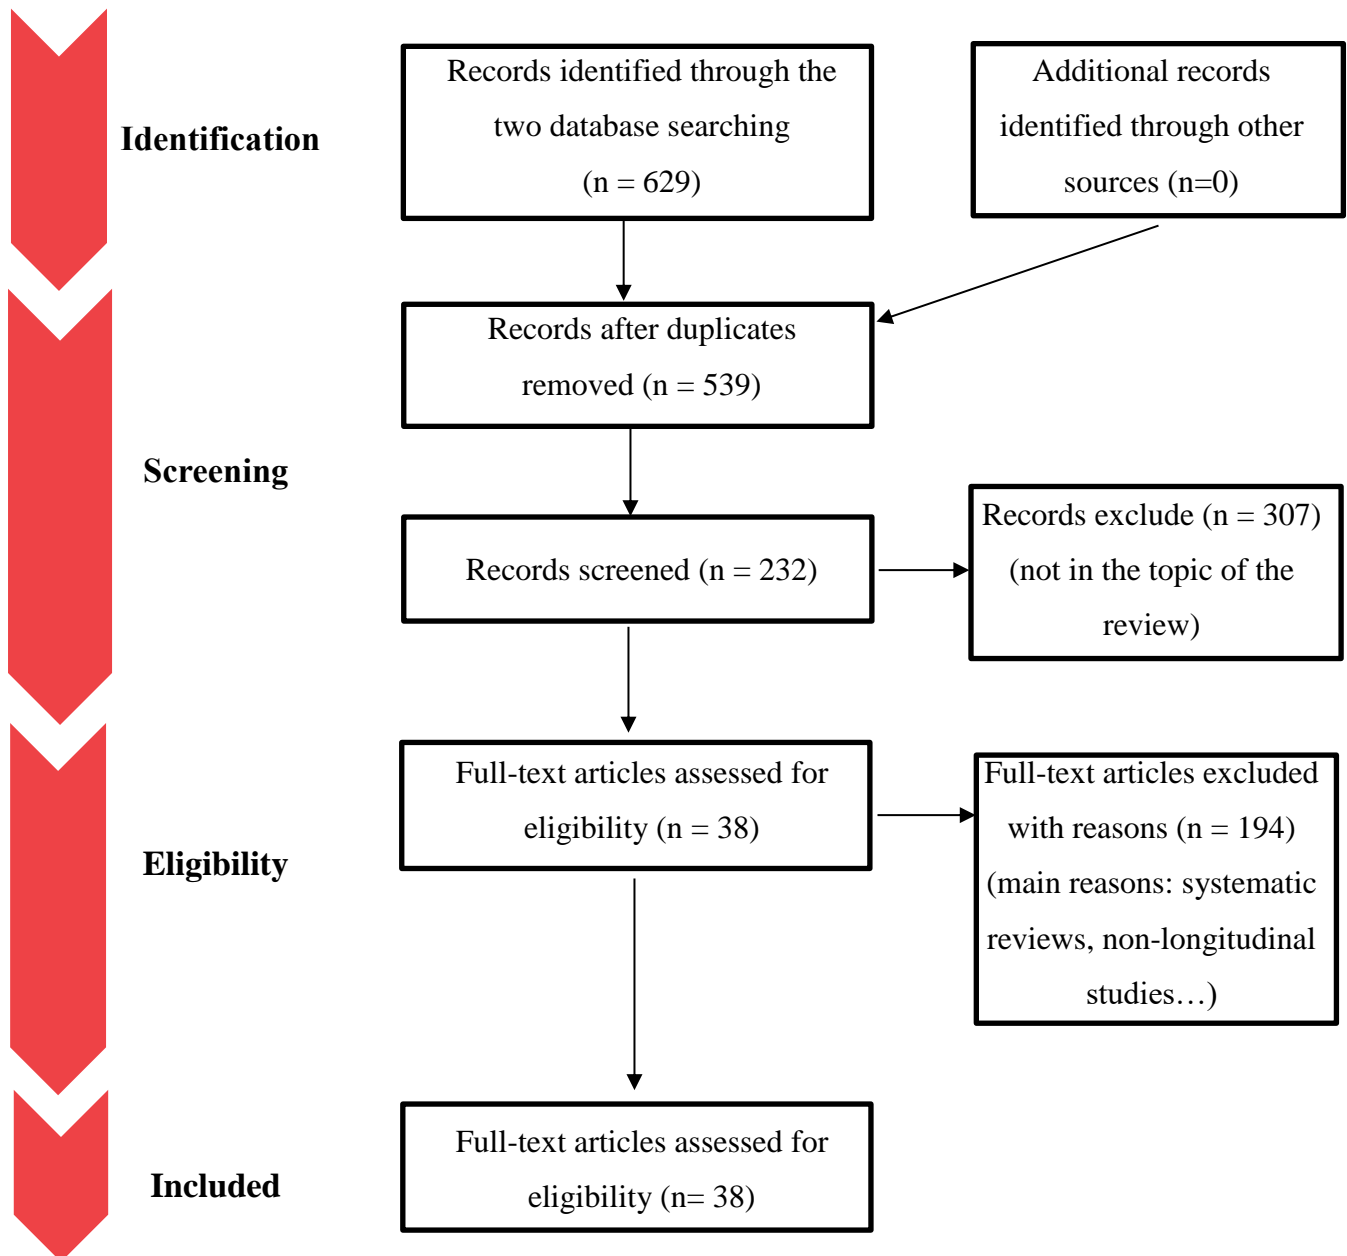 Identification
Records identified through the
two database searching
(n = 629)
Additional records
identified through other
sources (n=0)
Records after duplicates
removed (n = 539)
Screening
Records screened (n = 232)
Records exclude (n = 307)
(not in the topic of the
review)
Eligibility
Full-text articles assessed for
eligibility (n = 38)
Full-text articles excluded
with reasons (n = 194)
(main reasons: systematic
reviews, non-longitudinal
studies…)
Included
Full-text articles assessed for
eligibility (n= 38)